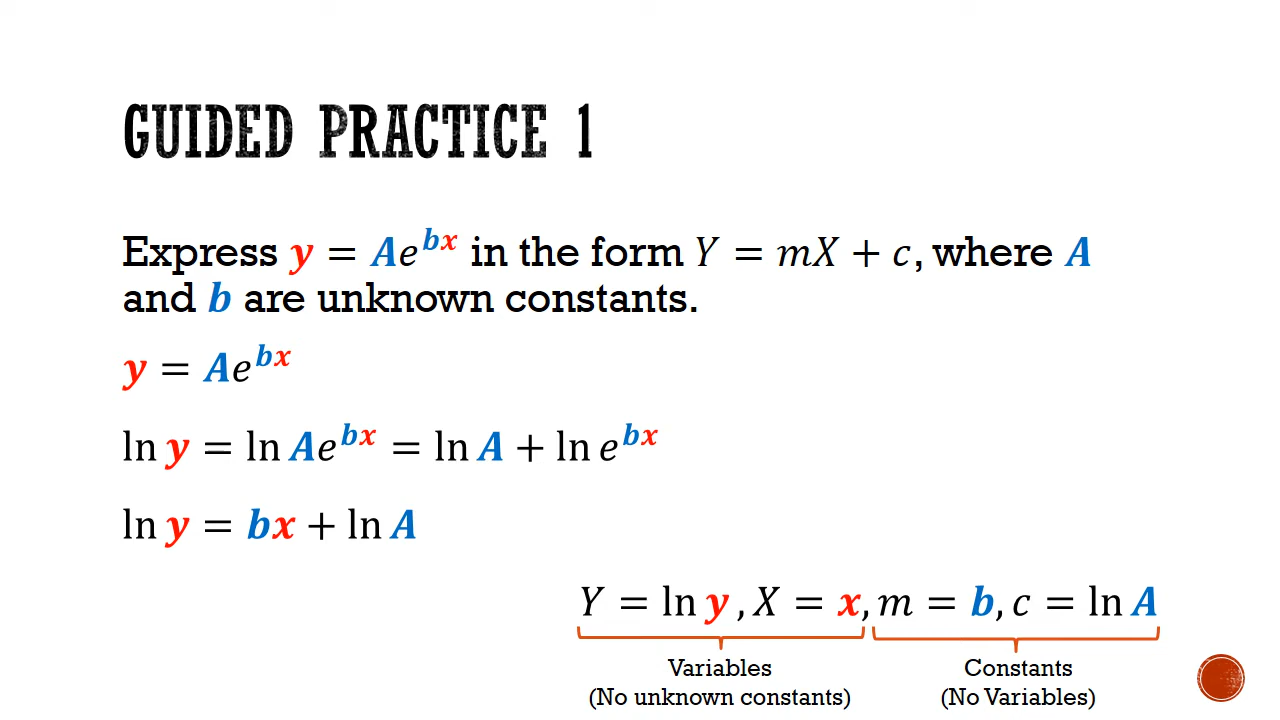 GUIDED PRACTICE 1
Express y = Ae^{bx} in the form Y = mX + c, where A
and b are unknown constants.
y = Ae^{bx}
ln y = ln Ae^{bx} = ln A + ln e^{bx}
ln y = bx + ln A
Y = ln y, X = x, m = b, c = ln A
Variables
(No unknown constants)
Constants
(No Variables)